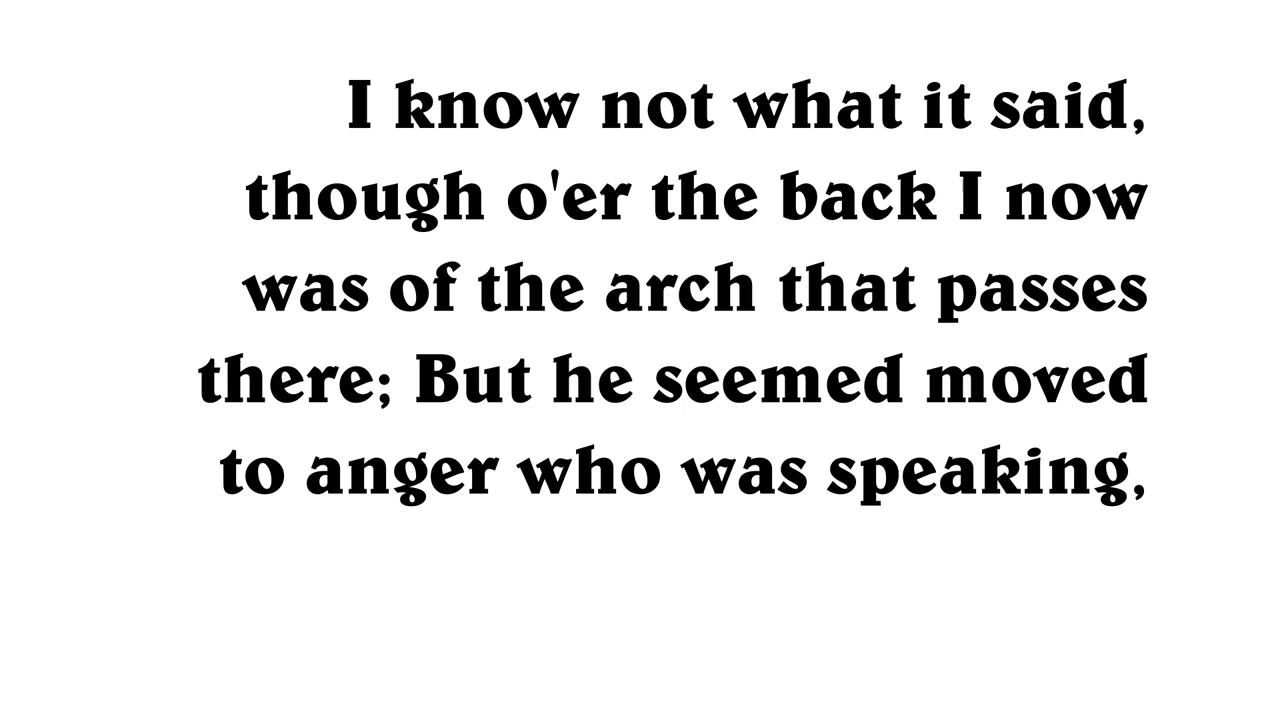 I know not what it said,
though o'er the back I now
was of the arch that passes
there; But he seemed moved
to anger who was speaking,